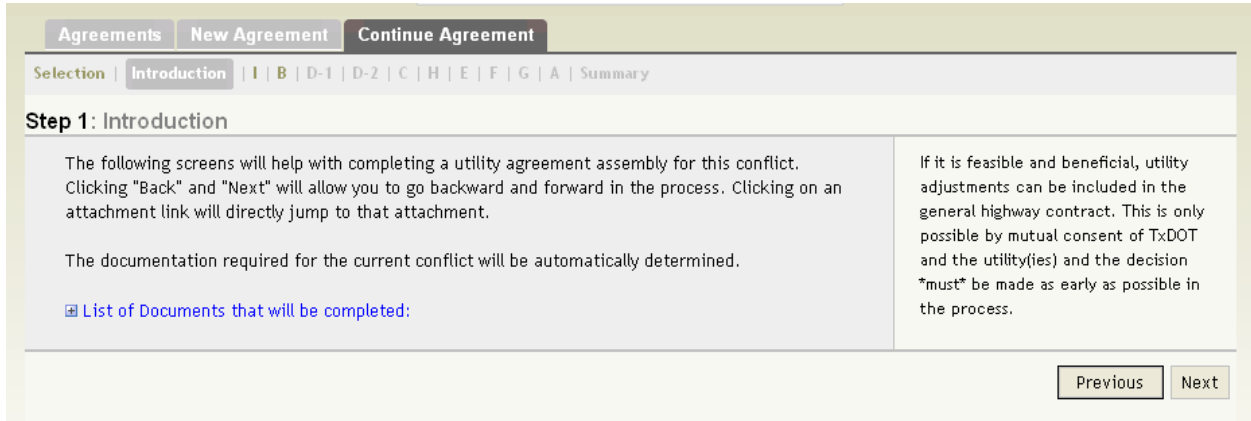 Agreements New Agreement Continue Agreement
Selection | Introduction | I | B | D-1 | D-2 | C | H | E | F | G | A | Summary
Step 1: Introduction
The following screens will help with completing a utility agreement assembly for this conflict.
Clicking "Back" and "Next" will allow you to go backward and forward in the process. Clicking on an
attachment link will directly jump to that attachment.
The documentation required for the current conflict will be automatically determined.
List of Documents that will be completed:
If it is feasible and beneficial, utility
adjustments can be included in the
general highway contract. This is only
possible by mutual consent of TxDOT
and the utility(ies) and the decision
*must* be made as early as possible in
the process.
Previous Next